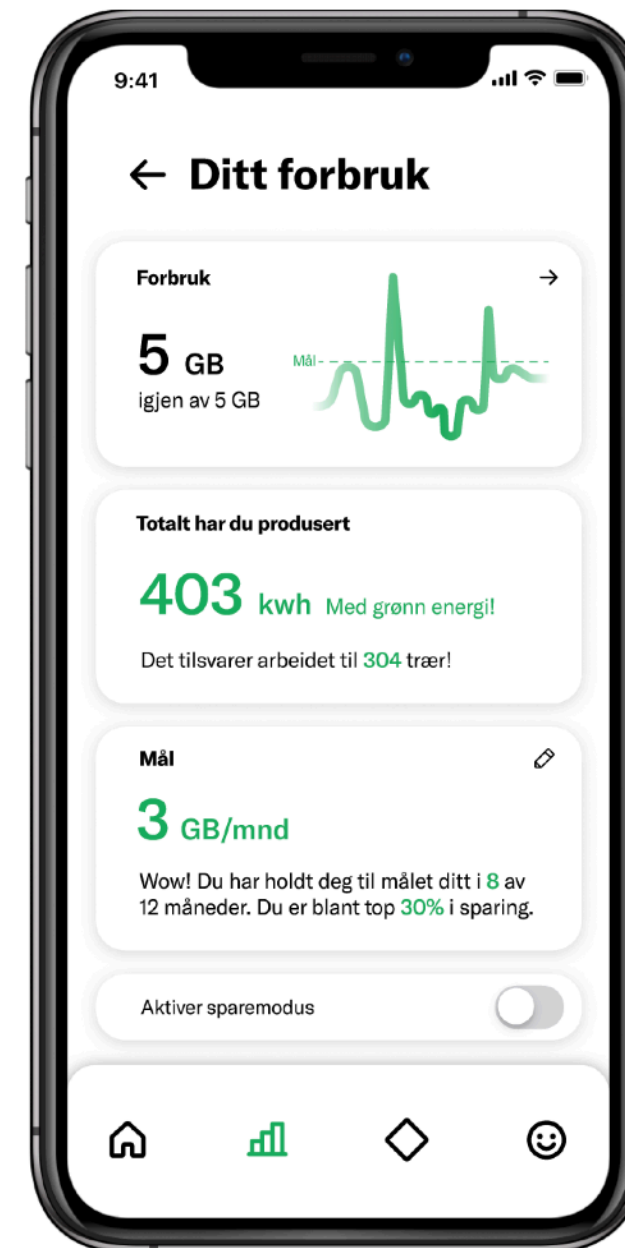 9:41
← Ditt forbruk
Forbruk →
5 GB
igjen av 5 GB
Mål
Totalt har du produsert
403 kwh Med grønn energi!
Det tilsvarer arbeidet til 304 trær!
Mål
3 GB/mnd
Wow! Du har holdt deg til målet ditt i 8 av
12 måneder. Du er blant top 30% i sparing.
Aktiver sparemodus